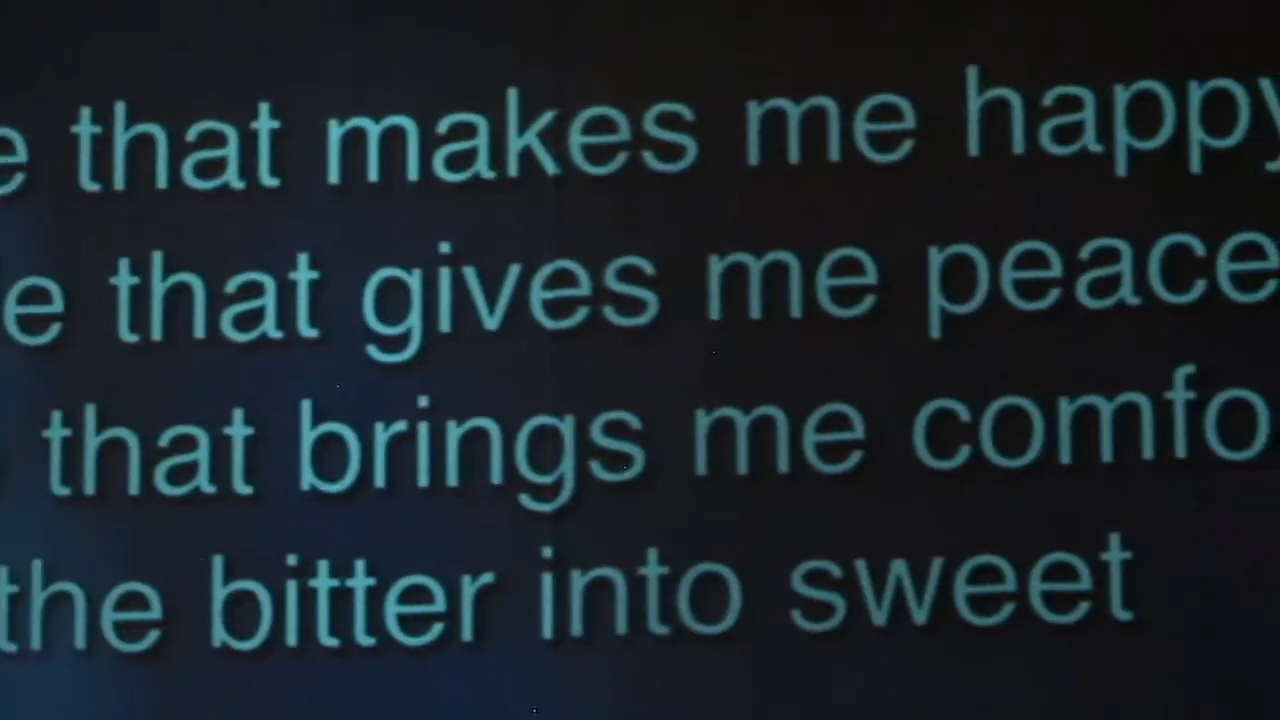 e that makes me happy
e that gives me peace
that brings me comfo
the bitter into sweet